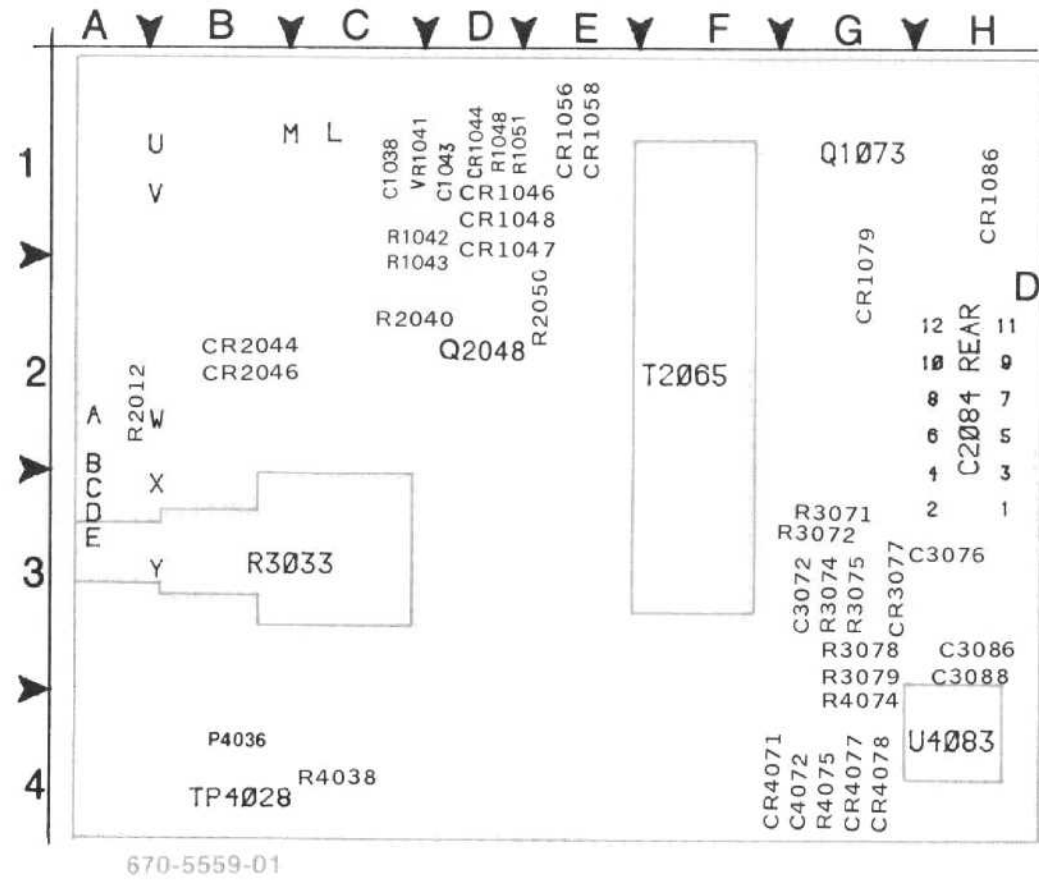 A B C D E F G H
1
U
V
M L
C1038
VR1041
C1043
CR1044
R1048
R1051
CR1056
CR1058
CR1046
CR1048
CR1047
R1042
R1043
Q1073
CR1086
CR1079
D
2
R2012
CR2044
CR2046
R2040
Q2048
R2050
T2065
12 11
10 9
8 7
6 5
4 3
2 1
C2084 REAR
A W
B
C X
D
E
Y
3
R3033
R3071
R3072
C3072
R3074
R3075
CR3077
C3076
R3078
R3079
R4074
C3086
C3088
4
P4036
TP4028
R4038
CR4071
C4072
R4075
CR4077
CR4078
U4083
670-5559-01